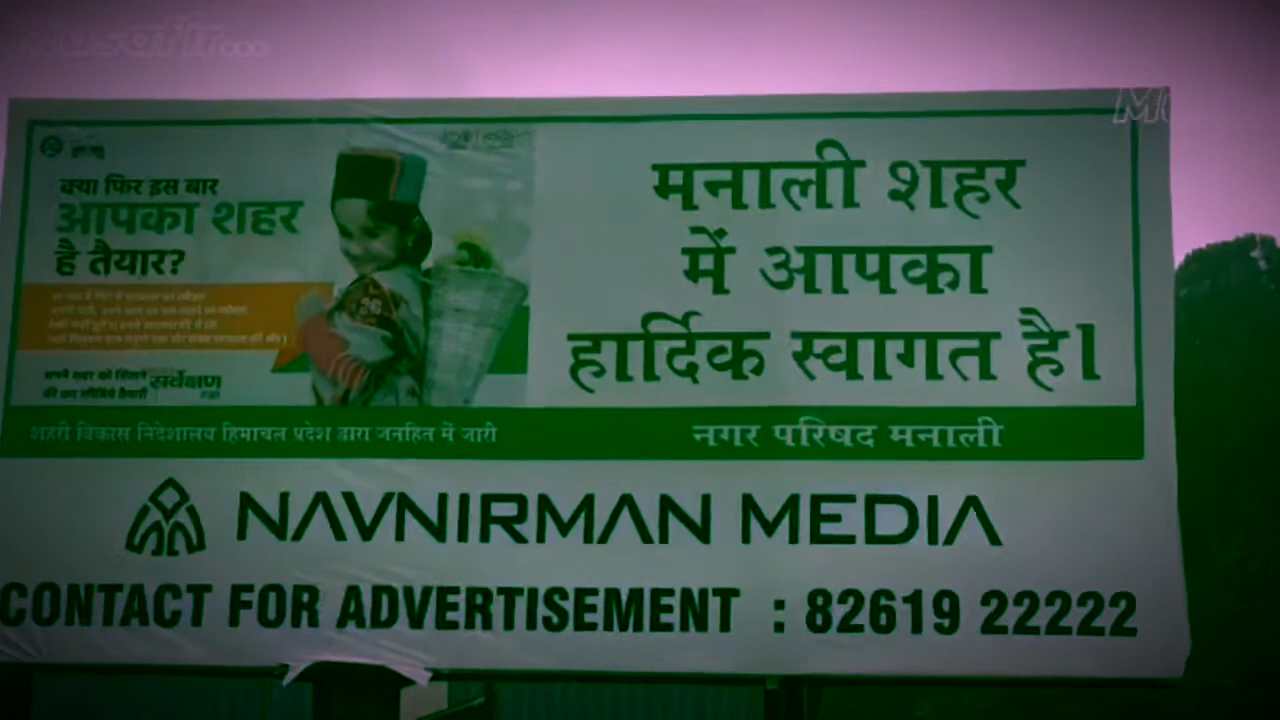 क्या फिर इस बार
आपका शहर
है तैयार?
सर्वेक्षण
शहरी विकास निदेशालय हिमाचल प्रदेश द्वारा जनहित में जारी
मनाली शहर
में आपका
हार्दिक स्वागत है।
नगर परिषद मनाली
NAVNIRMAN MEDIA
CONTACT FOR ADVERTISEMENT : 82619 22222